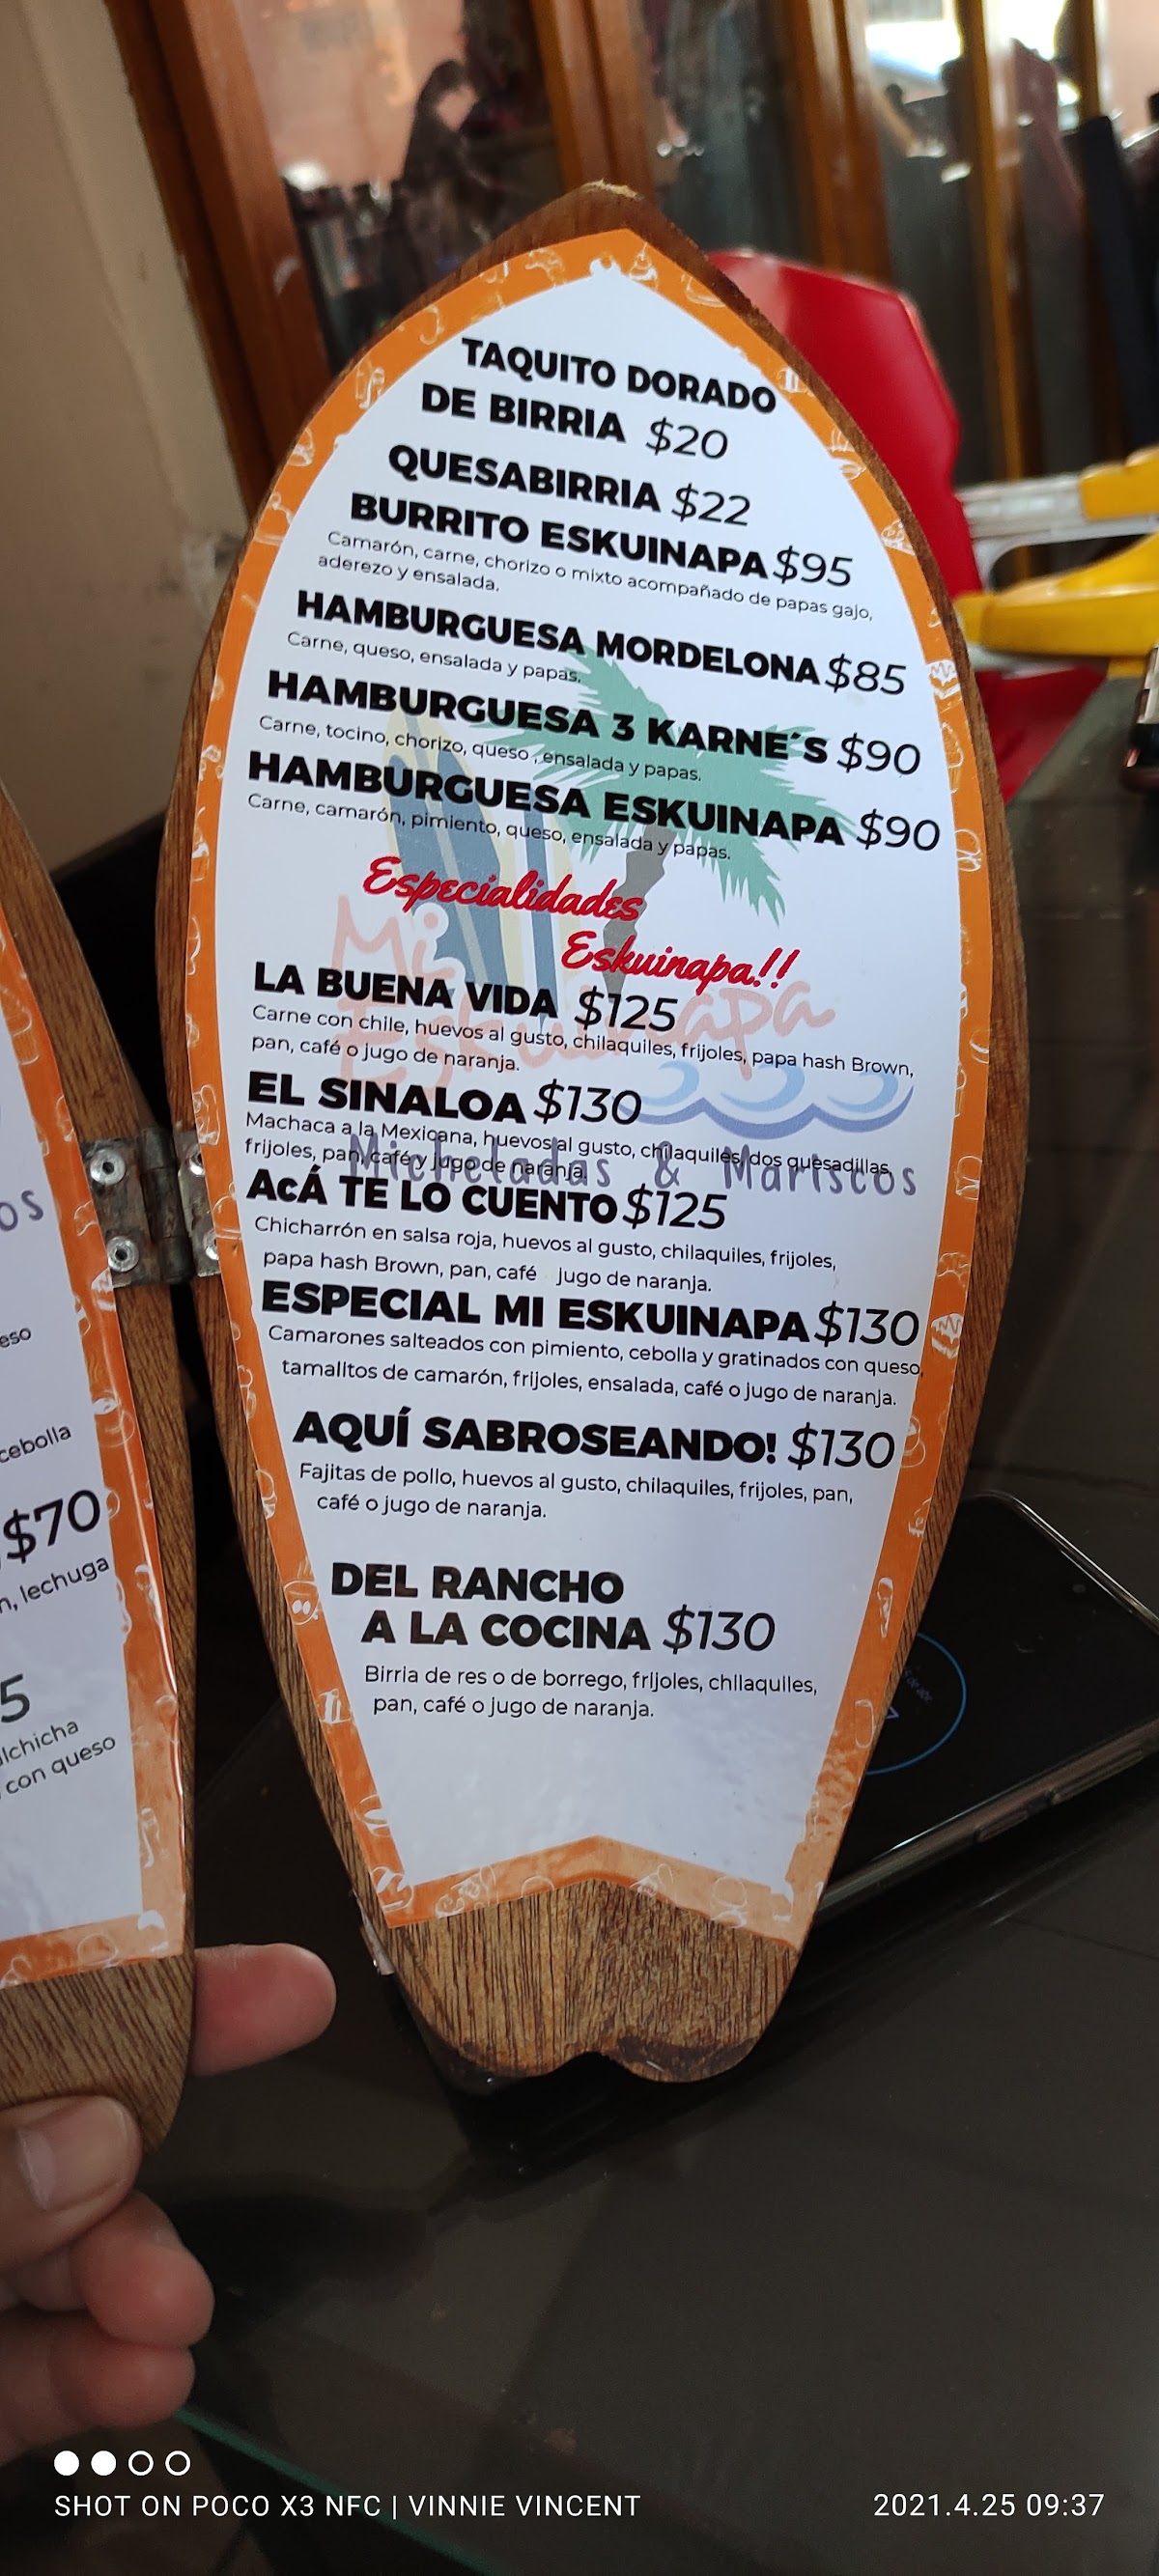 TAQUITO DORADO
DE BIRRIA $20
QUESABIRRIA $22
BURRITO ESKUINAPA $95
Camarón, carne, chorizo o mixto acompañado de papas gajo,
aderezo y ensalada.
HAMBURGUESA MORDELONA $85
Carne, queso, ensalada y papas.
HAMBURGUESA 3 KARNE´S $90
Carne, tocino, chorizo, queso , ensalada y papas.
HAMBURGUESA ESKUINAPA $90
Carne, camarón, pimiento, queso, ensalada y papas.
Especialidades
Eskuinapa!!
Mi
Eskuinapa
Micheladas & Mariscos
LA BUENA VIDA $125
Carne con chile, huevos al gusto, chilaquiles, frijoles, papa hash Brown,
pan, café o jugo de naranja.
EL SINALOA $130
Machaca a la Mexicana, huevos al gusto, chilaquiles, dos quesadillas,
frijoles, pan, café y jugo de naranja.
AcÁ TE LO CUENTO $125
Chicharrón en salsa roja, huevos al gusto, chilaquiles, frijoles,
papa hash Brown, pan, café jugo de naranja.
ESPECIAL MI ESKUINAPA $130
Camarones salteados con pimiento, cebolla y gratinados con queso,
tamalitos de camarón, frijoles, ensalada, café o jugo de naranja.
AQUÍ SABROSEANDO! $130
Fajitas de pollo, huevos al gusto, chilaquiles, frijoles, pan,
café o jugo de naranja.
DEL RANCHO
A LA COCINA $130
Birria de res o de borrego, frijoles, chilaquiles,
pan, café o jugo de naranja.
os
eso
cebolla
$70
n, lechuga
5
lchicha
con queso
SHOT ON POCO X3 NFC | VINNIE VINCENT
2021.4.25 09:37